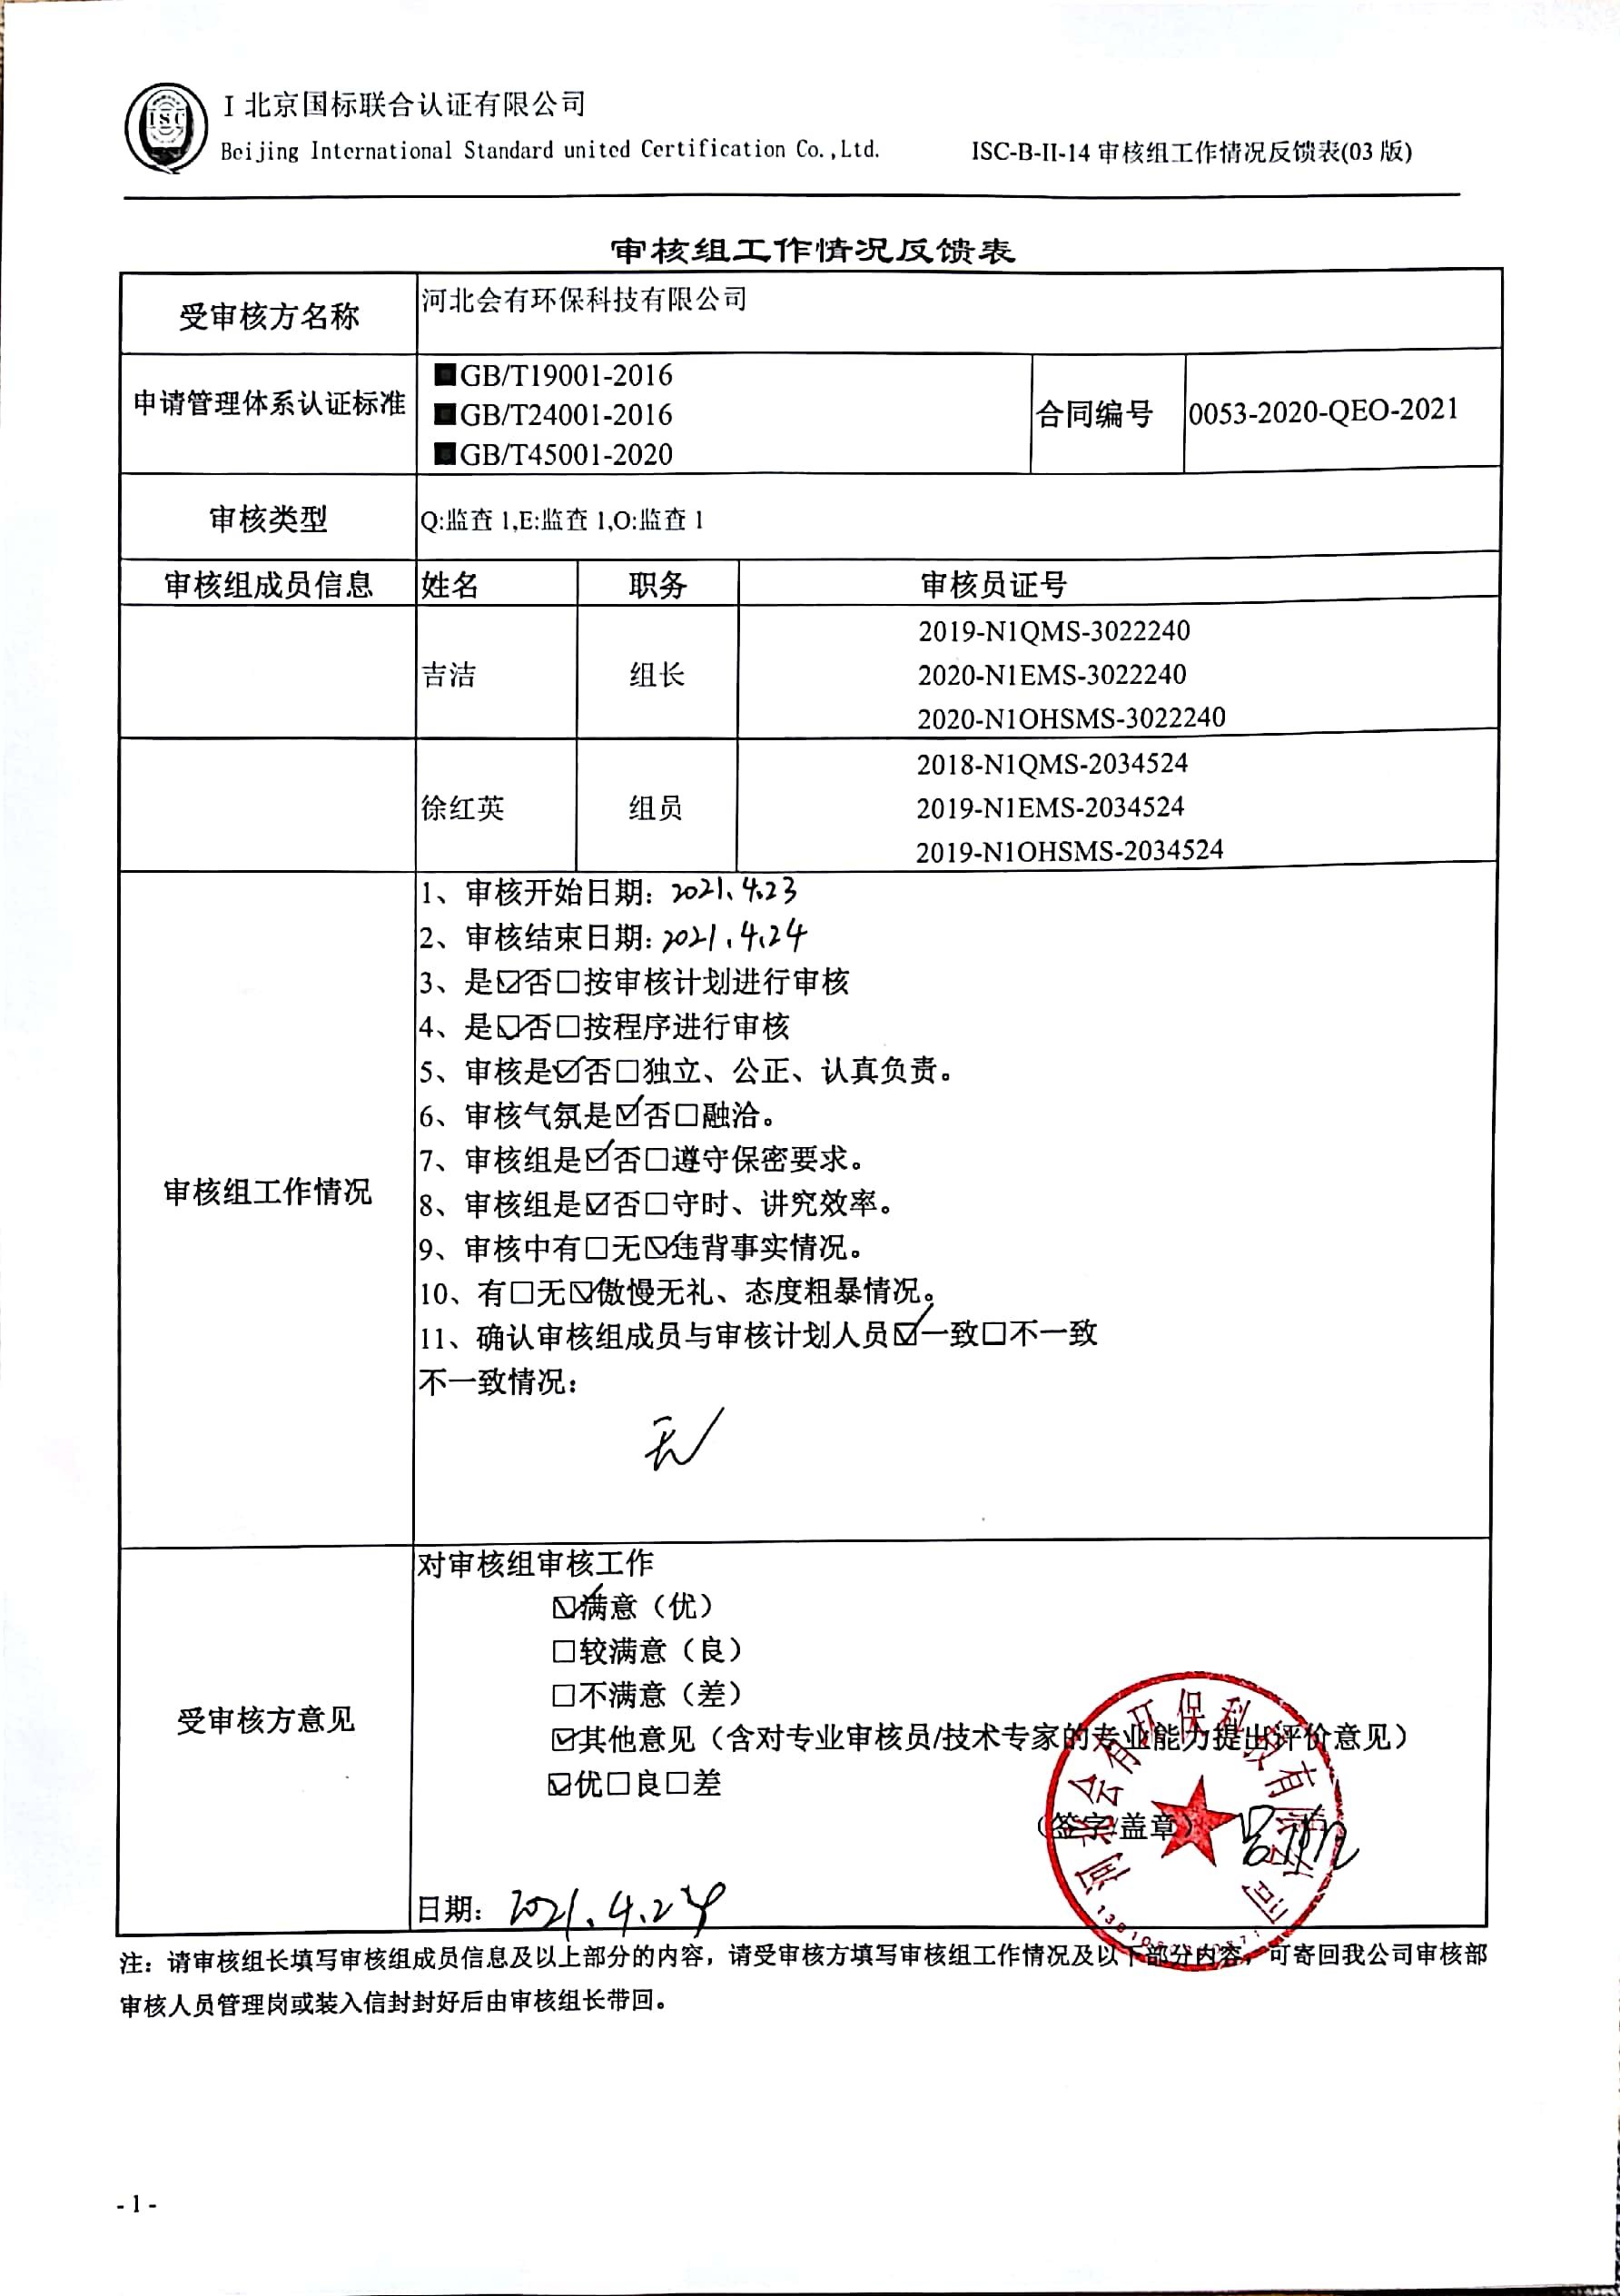 ISC
I 北京国标联合认证有限公司
Beijing International Standard united Certification Co.,Ltd.
ISC-B-II-14 审核组工作情况反馈表(03 版)
审核组工作情况反馈表
受审核方名称 河北会有环保科技有限公司
申请管理体系认证标准
■GB/T19001-2016
■GB/T24001-2016
■GB/T45001-2020
合同编号 0053-2020-QEO-2021
审核类型 Q:监查 1,E:监查 1,O:监查 1
审核组成员信息 姓名 职务 审核员证号
吉洁 组长
2019-N1QMS-3022240
2020-N1EMS-3022240
2020-N1OHSMS-3022240
徐红英 组员
2018-N1QMS-2034524
2019-N1EMS-2034524
2019-N1OHSMS-2034524
审核组工作情况
1、审核开始日期：2021.4.23
2、审核结束日期：2021.4.24
3、是☑否□按审核计划进行审核
4、是☑否□按程序进行审核
5、审核是☑否□独立、公正、认真负责。
6、审核气氛是☑否□融洽。
7、审核组是☑否□遵守保密要求。
8、审核组是☑否□守时、讲究效率。
9、审核中有□无☑违背事实情况。
10、有□无☑傲慢无礼、态度粗暴情况。
11、确认审核组成员与审核计划人员☑一致□不一致
不一致情况：
无
受审核方意见
对审核组审核工作
☑满意（优）
□较满意（良）
□不满意（差）
☑其他意见（含对专业审核员/技术专家的专业能力提出评价意见）
☑优□良□差
（签字/盖章）
河北会有环保科技有限公司
日期：2021.4.24
注：请审核组长填写审核组成员信息及以上部分的内容，请受审核方填写审核组工作情况及以下部分内容，可寄回我公司审核部
审核人员管理岗或装入信封封好后由审核组长带回。
- 1 -